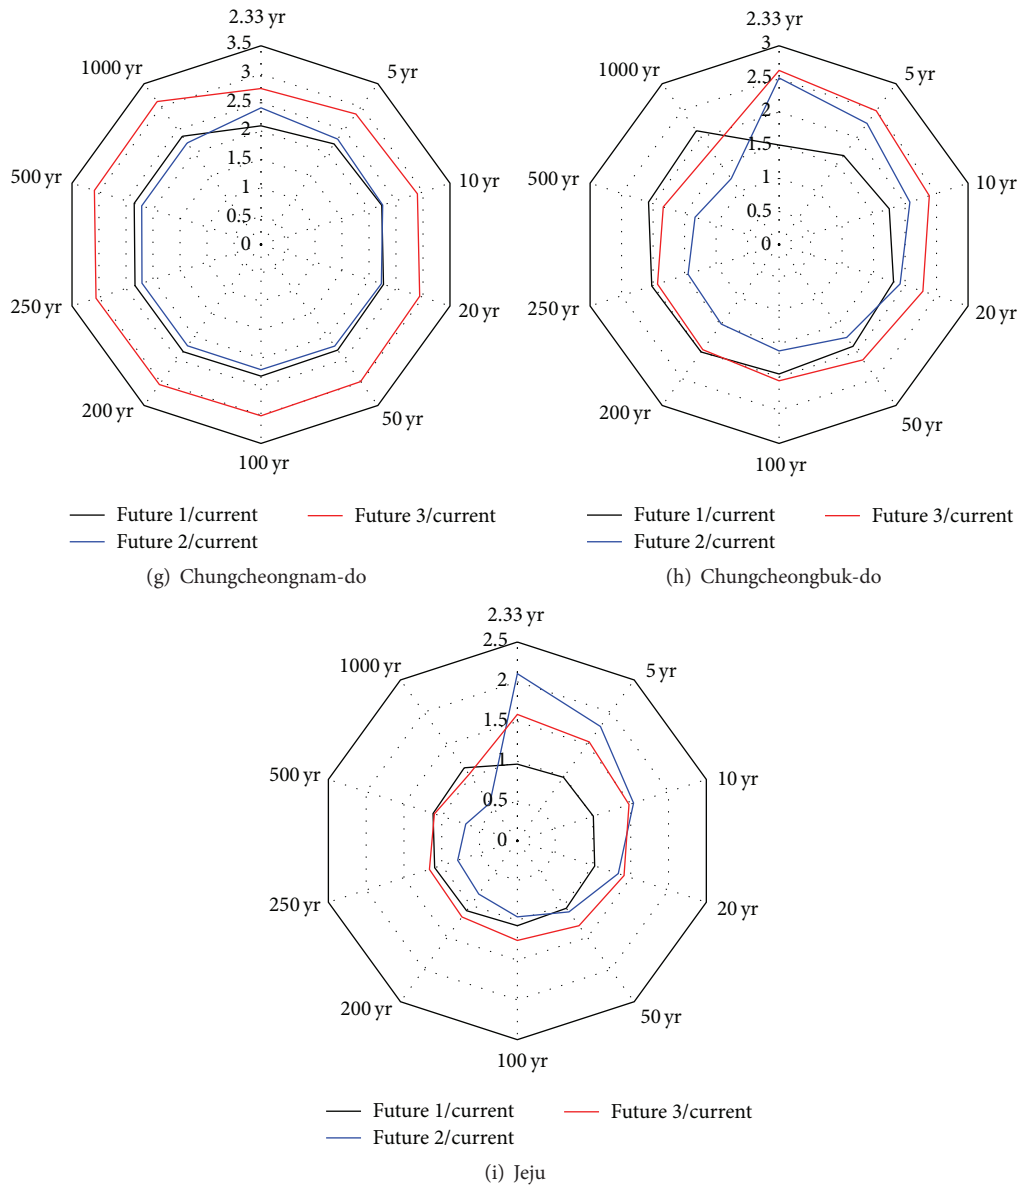 2.33 yr
3.5
3
2.5
2
1.5
1
0.5
0
5 yr
10 yr
20 yr
50 yr
100 yr
200 yr
250 yr
500 yr
1000 yr
Future 1/current
Future 3/current
Future 2/current
(g) Chungcheongnam-do
2.33 yr
3
2.5
2
1.5
1
0.5
0
5 yr
10 yr
20 yr
50 yr
100 yr
200 yr
250 yr
500 yr
1000 yr
Future 1/current
Future 3/current
Future 2/current
(h) Chungcheongbuk-do
2.33 yr
2.5
2
1.5
1
0.5
0
5 yr
10 yr
20 yr
50 yr
100 yr
200 yr
250 yr
500 yr
1000 yr
Future 1/current
Future 3/current
Future 2/current
(i) Jeju